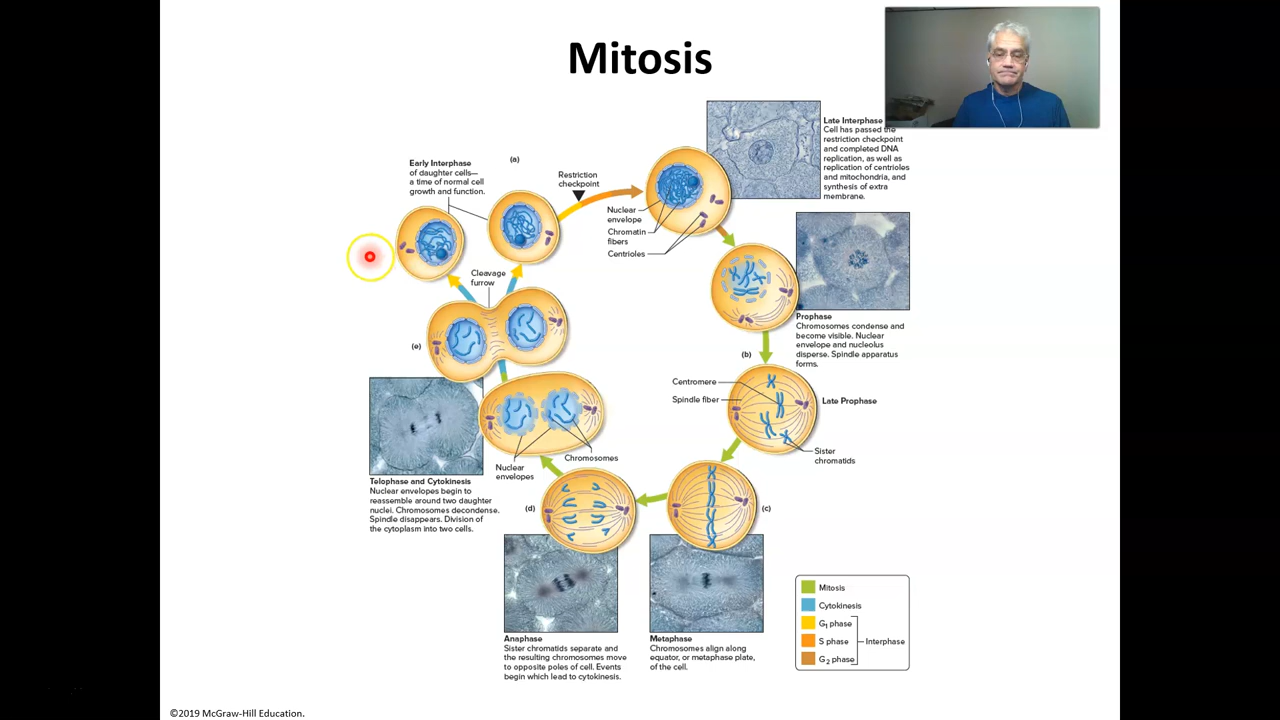 Mitosis
(a)
Early Interphase
of daughter cells—
a time of normal cell
growth and function.
Restriction
checkpoint
Late Interphase
Cell has passed the
restriction checkpoint
and completed DNA
replication, as well as
replication of centrioles
and mitochondria, and
synthesis of extra
membrane.
Nuclear
envelope
Chromatin
fibers
Centrioles
Cleavage
furrow
Prophase
Chromosomes condense and
become visible. Nuclear
envelope and nucleolus
disperse. Spindle apparatus
forms.
(e)
(b)
Centromere
Spindle fiber
Late Prophase
Sister
chromatids
Chromosomes
Nuclear
envelopes
Telophase and Cytokinesis
Nuclear envelopes begin to
reassemble around two daughter
nuclei. Chromosomes decondense.
Spindle disappears. Division of
the cytoplasm into two cells.
(d)
(c)
Anaphase
Sister chromatids separate and
the resulting chromosomes move
to opposite poles of cell. Events
begin which lead to cytokinesis.
Metaphase
Chromosomes align along
equator, or metaphase plate,
of the cell.
Mitosis
Cytokinesis
G1 phase
S phase
Interphase
G2 phase
©2019 McGraw-Hill Education.